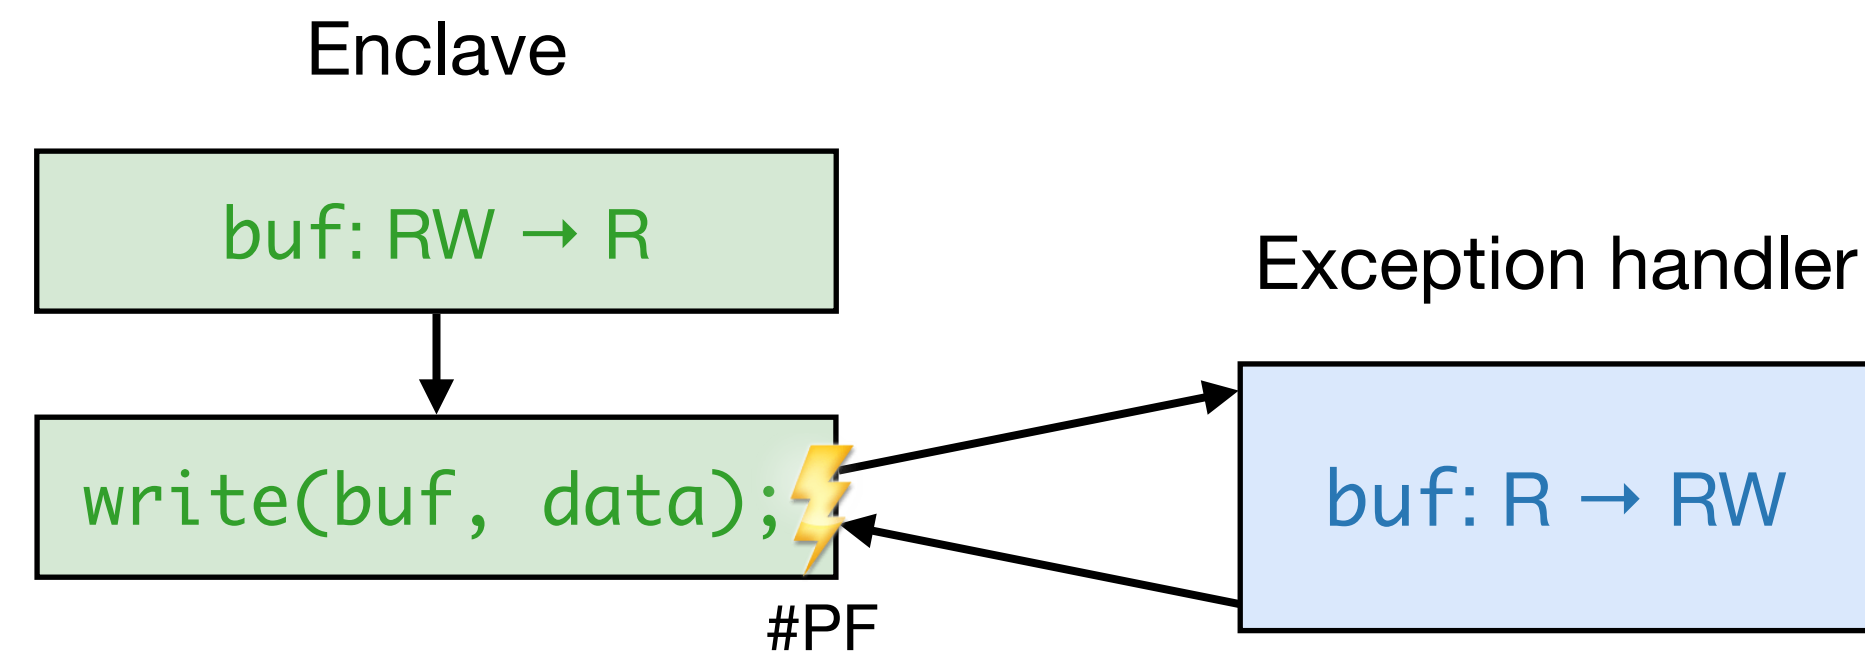 Enclave
buf: RW → R
write(buf, data);
#PF
Exception handler
buf: R → RW